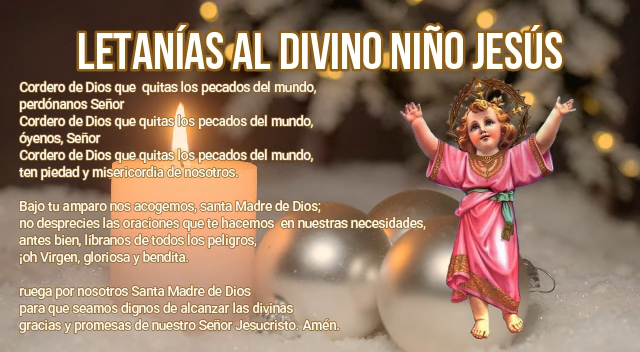 LETANÍAS AL DIVINO NIÑO JESÚS
Cordero de Dios que  quitas los pecados del mundo,
perdónanos Señor
Cordero de Dios que quitas los pecados del mundo,
óyenos, Señor
Cordero de Dios que quitas los pecados del mundo,
ten piedad y misericordia de nosotros.
Bajo tu amparo nos acogemos, santa Madre de Dios;
no desprecies las oraciones que te hacemos  en nuestras necesidades,
antes bien, líbranos de todos los peligros,
¡oh Virgen, gloriosa y bendita.
ruega por nosotros Santa Madre de Dios
para que seamos dignos de alcanzar las divinas
gracias y promesas de nuestro Señor Jesucristo. Amén.